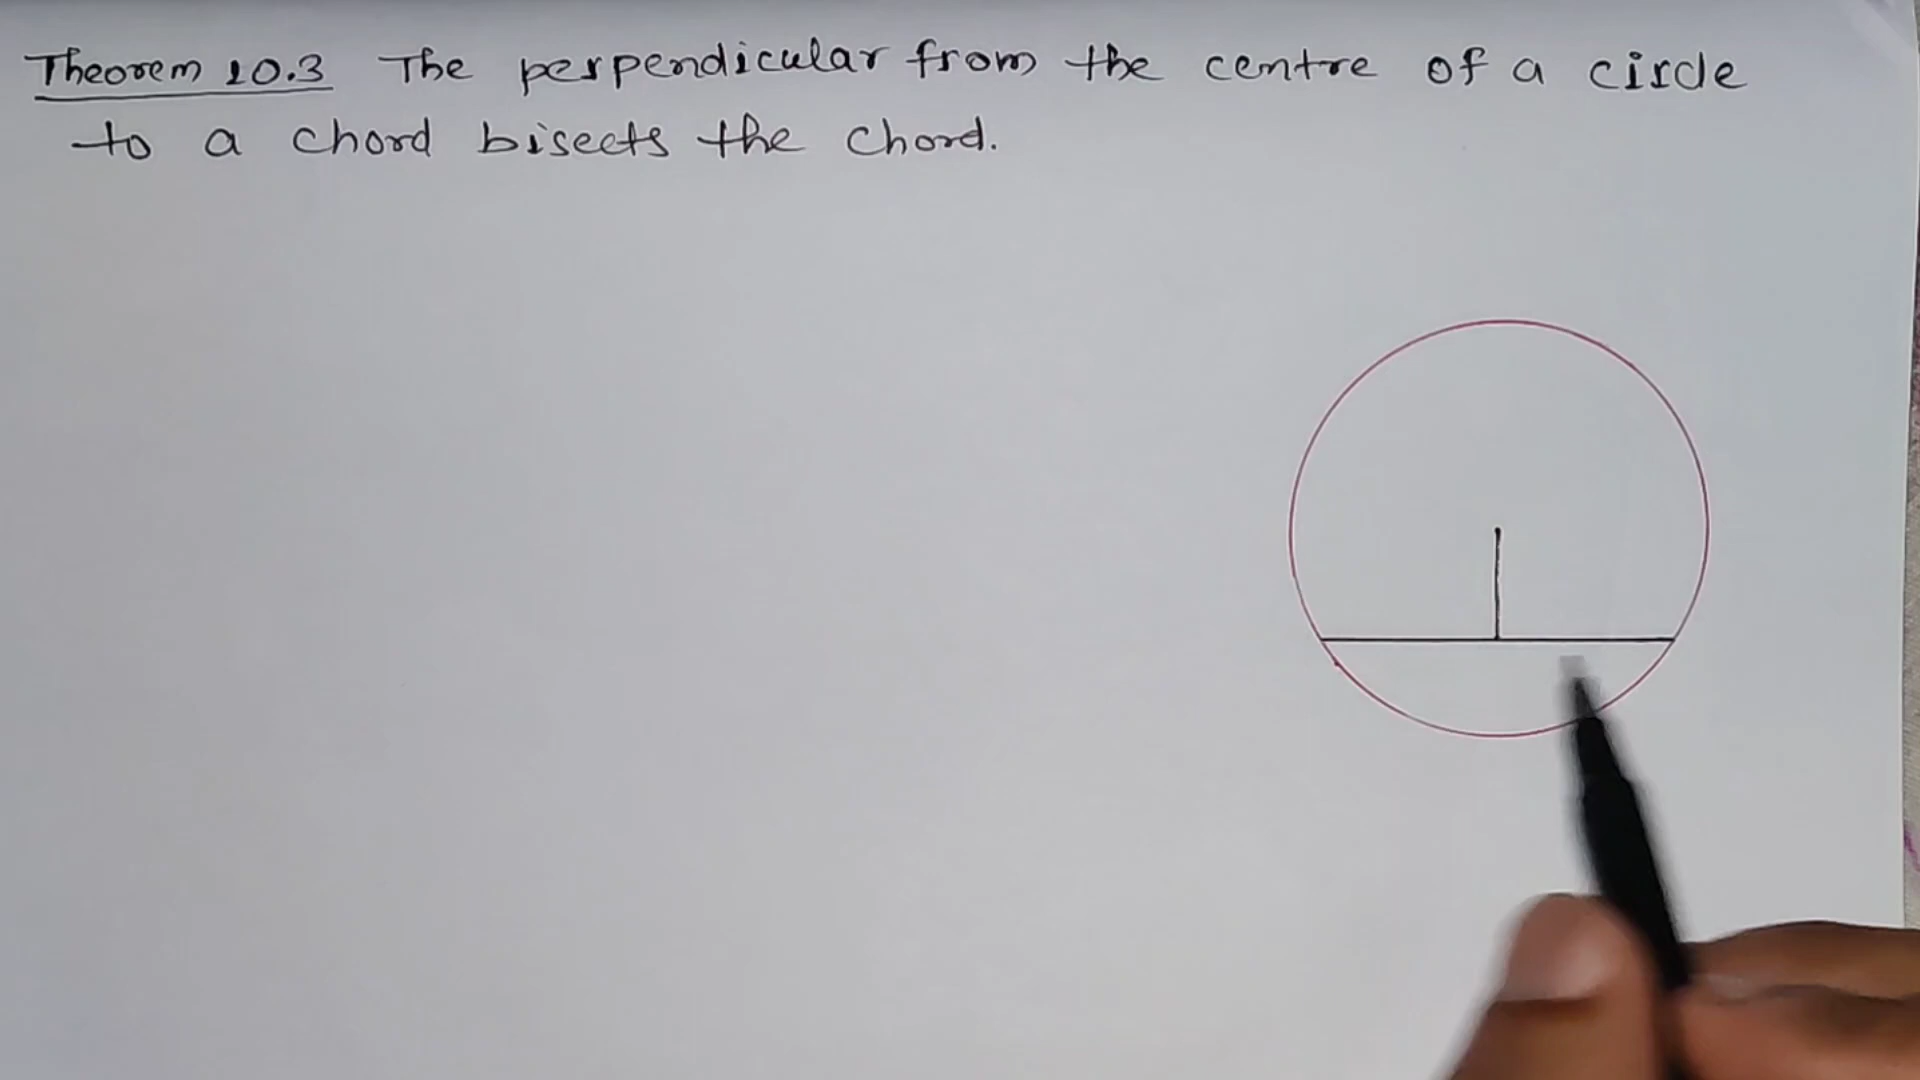 Theorem 10.3 The perpendicular from the centre of a circle
to a chord bisects the chord.